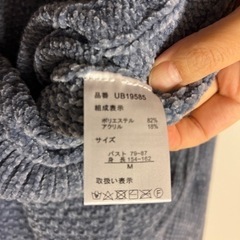 品番 UB19585
組成表示
ポリエステル 82%
アクリル 18%
サイズ
バスト 79-87
身長 154-162
M
取扱い表示